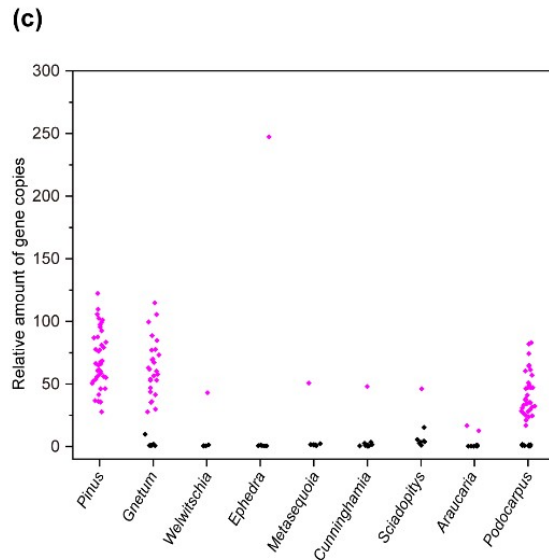 (c)
300
250
200
150
100
50
0
Relative amount of gene copies
Pinus
Gnetum
Welwitschia
Ephedra
Metasequoia
Cunninghamia
Sciadopitys
Araucaria
Podocarpus